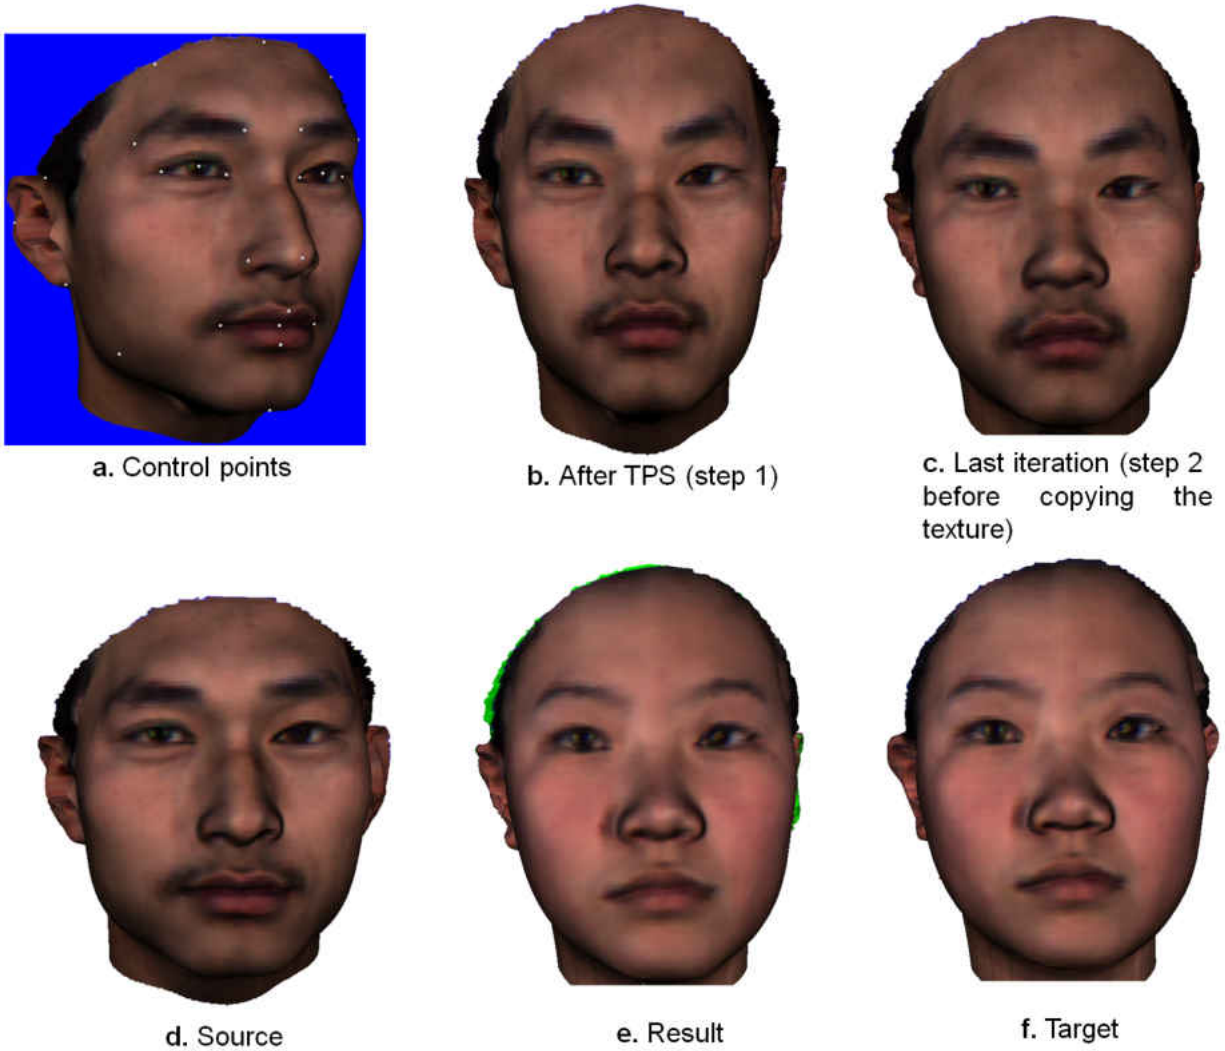 a. Control points
b. After TPS (step 1)
c. Last iteration (step 2
before copying the
texture)
d. Source
e. Result
f. Target